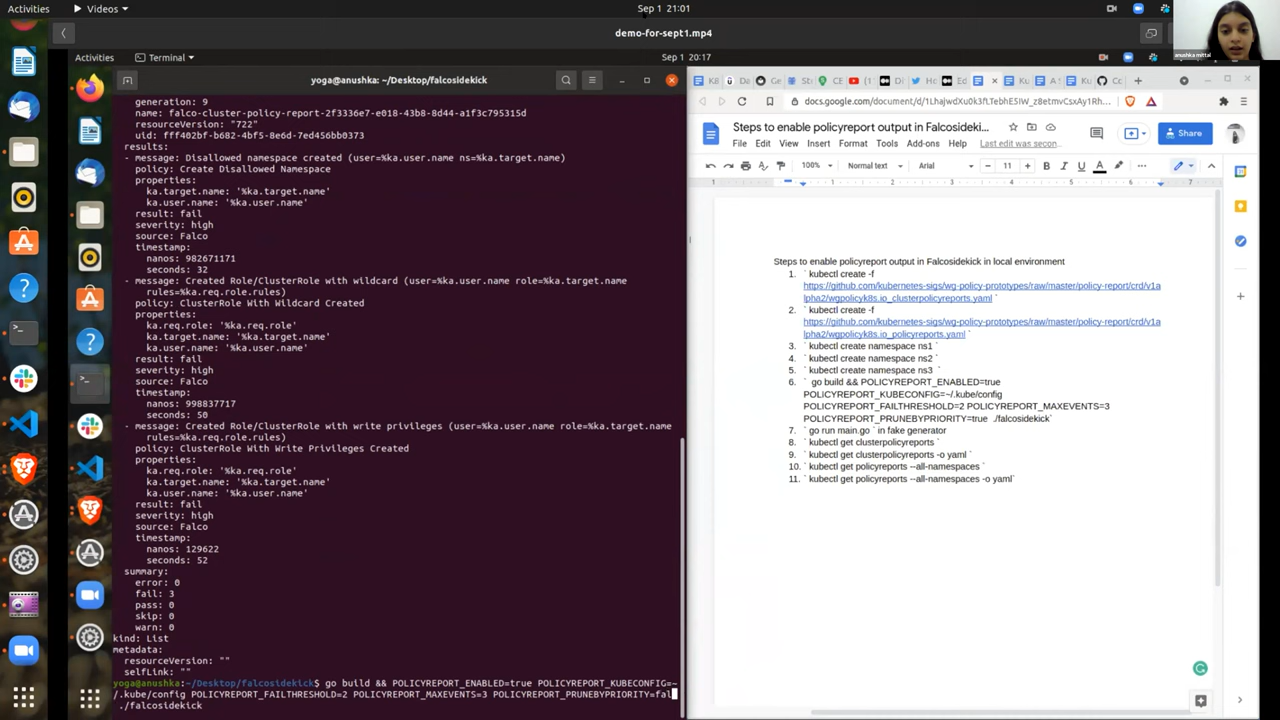 Activities
Videos
Sep 1 21:01
demo-for-sept1.mp4
anushka mittal
Activities
Terminal
Sep 1 20:17
yoga@anushka: ~/Desktop/falcosidekick
generation: 9
name: falco-cluster-policy-report-2f3367e-e018-43b8-8d44-a1f3c795315d
resourceVersion: "722"
uid: fff402bf-b682-4bf5-8e6d-7ed456bb0373
results:
- message: Disallowed namespace created (user=%ka.user.name ns=%ka.target.name)
policy: Create Disallowed Namespace
properties:
ka.target.name: '%ka.target.name'
ka.user.name: '%ka.user.name'
result: fail
severity: high
source: Falco
timestamp:
nanos: 982671171
seconds: 32
- message: Created Role/ClusterRole with wildcard (user=%ka.user.name role=%ka.target.name
rules=%ka.req.role.rules)
policy: ClusterRole With Wildcard Created
properties:
ka.req.role: '%ka.req.role'
ka.target.name: '%ka.target.name'
ka.user.name: '%ka.user.name'
result: fail
severity: high
source: Falco
timestamp:
nanos: 998837717
seconds: 50
- message: Created Role/ClusterRole with write privileges (user=%ka.user.name role=%ka.target.name
rules=%ka.req.role.rules)
policy: ClusterRole With Write Privileges Created
properties:
ka.req.role: '%ka.req.role'
ka.target.name: '%ka.target.name'
ka.user.name: '%ka.user.name'
result: fail
severity: high
source: Falco
timestamp:
nanos: 129622
seconds: 52
summary:
error: 0
fail: 3
pass: 0
skip: 0
warn: 0
kind: List
metadata:
resourceVersion: ""
selfLink: ""
yoga@anushka:~/Desktop/falcosidekick$ go build && POLICYREPORT_ENABLED=true POLICYREPORT_KUBECONFIG=~
/.kube/config POLICYREPORT_FAILTHRESHOLD=2 POLICYREPORT_MAXEVENTS=3 POLICYREPORT_PRUNEBYPRIORITY=fal
./falcosidekick
docs.google.com/document/d/1LhajwdXu0k3ft.TebhESIW_z8etmvCsxAy1Rh...
Steps to enable policyreport output in Falcosideki...
Share
File Edit View Insert Format Tools Add-ons Help Last edit was secon...
100% Normal text Arial 11
Steps to enable policyreport output in Falcosidekick in local environment
1. ` kubectl create -f
https://github.com/kubernetes-sigs/wg-policy-prototypes/raw/master/policy-report/crd/v1a
lpha2/wgpolicyk8s.io_clusterpolicyreports.yaml `
2. ` kubectl create -f
https://github.com/kubernetes-sigs/wg-policy-prototypes/raw/master/policy-report/crd/v1a
lpha2/wgpolicyk8s.io_policyreports.yaml `
3. ` kubectl create namespace ns1 `
4. ` kubectl create namespace ns2 `
5. ` kubectl create namespace ns3 `
6. ` go build && POLICYREPORT_ENABLED=true
POLICYREPORT_KUBECONFIG=~/.kube/config
POLICYREPORT_FAILTHRESHOLD=2 POLICYREPORT_MAXEVENTS=3
POLICYREPORT_PRUNEBYPRIORITY=true ./falcosidekick`
7. ` go run main.go ` in fake generator
8. ` kubectl get clusterpolicyreports `
9. ` kubectl get clusterpolicyreports -o yaml `
10. ` kubectl get policyreports --all-namespaces `
11. ` kubectl get policyreports --all-namespaces -o yaml`